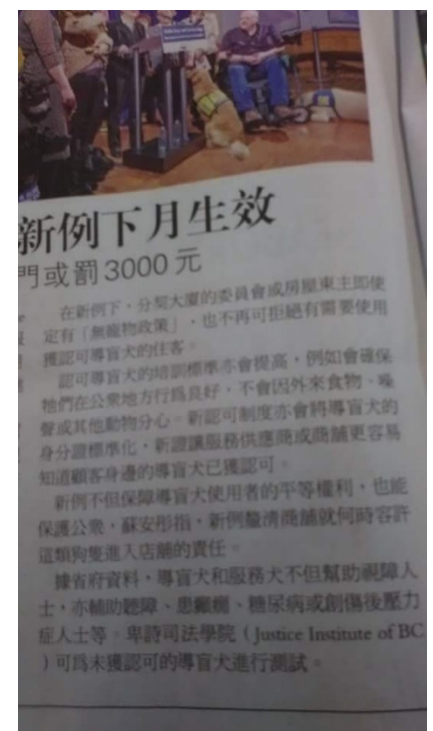 新例下月生效
門或罰3000元
在新例下，分契大廈的委員會或房屋東主即使
定有「無寵物政策」，也不再可拒絕有需要使用
獲認可導盲犬的住客。
認可導盲犬的培訓標準亦會提高，例如會確保
牠們在公衆地方行爲良好，不會因外來食物、噪
聲或其他動物分心。新認可制度亦會將導盲犬的
身分證標準化，新證讓服務供應商或商舖更容易
知道顧客身邊的導盲犬已獲認可。
新例不但保障導盲犬使用者的平等權利，也能
保護公衆，蘇安彤指，新例釐清商舖就何時容許
這類狗隻進入店舖的責任。
據省府資料，導盲犬和服務犬不但幫助視障人
士，亦輔助聽障、患癲癇、糖尿病或創傷後壓力
症人士等。卑詩司法學院（Justice Institute of BC
）可爲未獲認可的導盲犬進行測試。